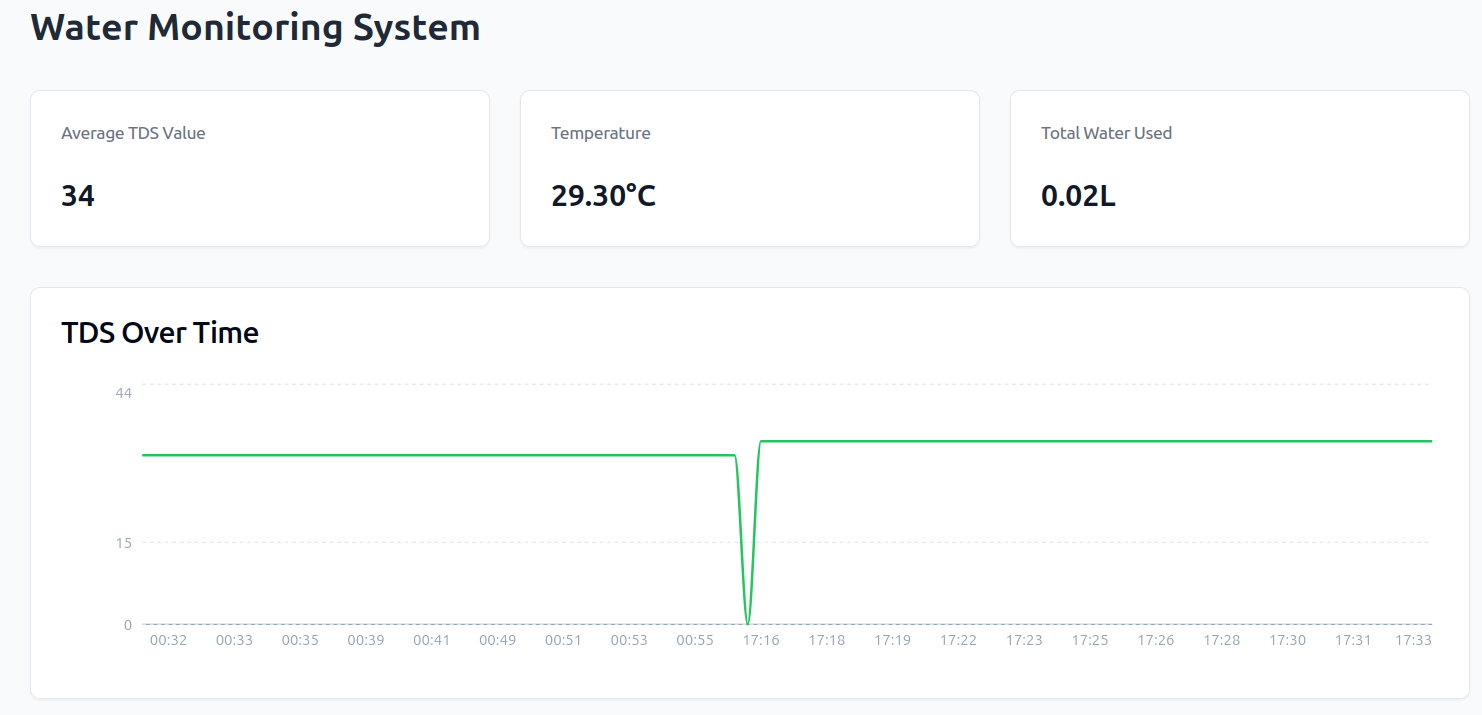 Water Monitoring System
Average TDS Value
Temperature
Total Water Used
34
29.30°C
0.02L
TDS Over Time
44
15
0
00:32 00:33 00:35 00:39 00:41 00:49 00:51 00:53 00:55 17:16 17:18 17:19 17:22 17:23 17:25 17:26 17:28 17:30 17:31 17:33